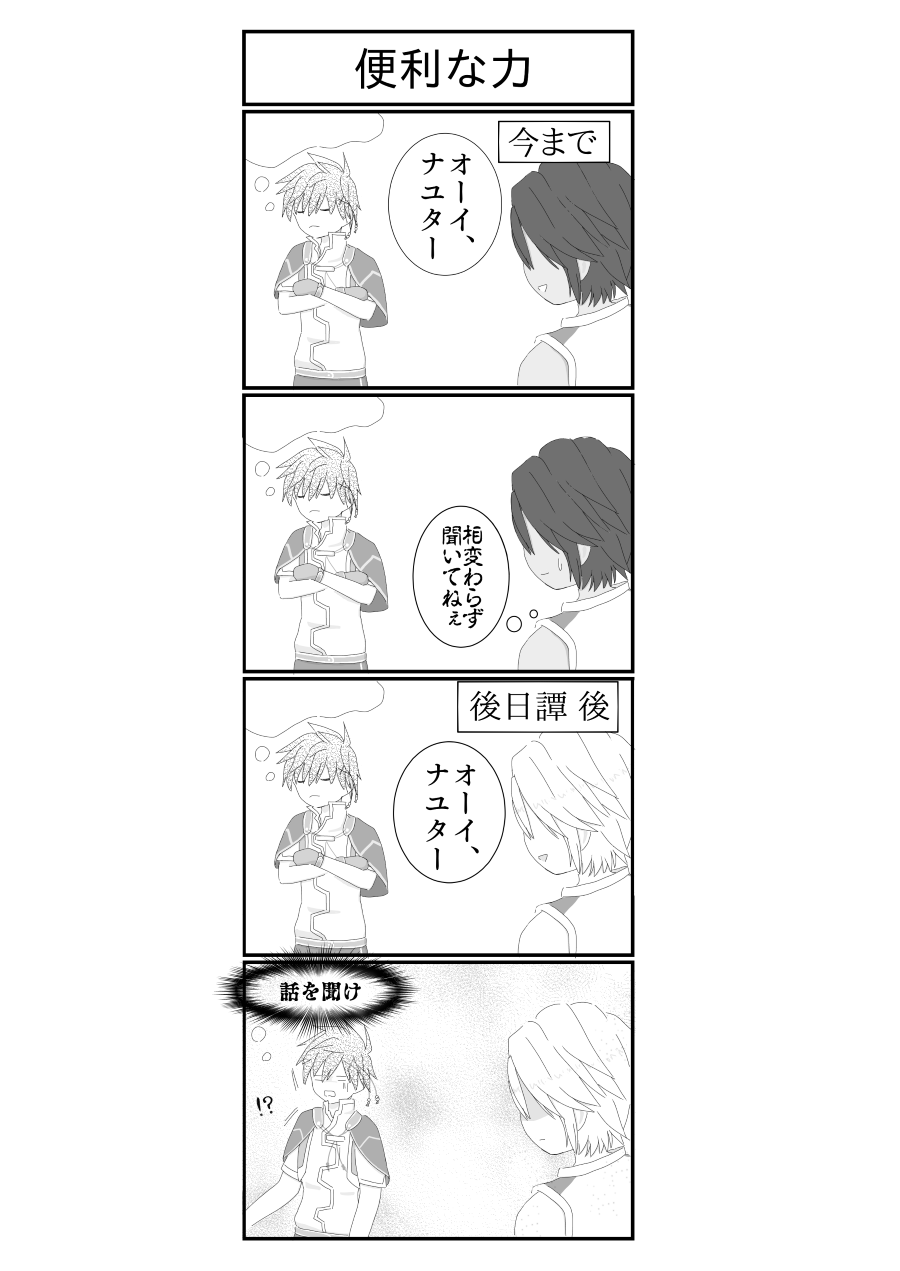 便利な力
今まで
オーイ、
ナユター
相変わらず
聞いてねぇ
後日譚 後
オーイ、
ナユター
話を聞け
!?